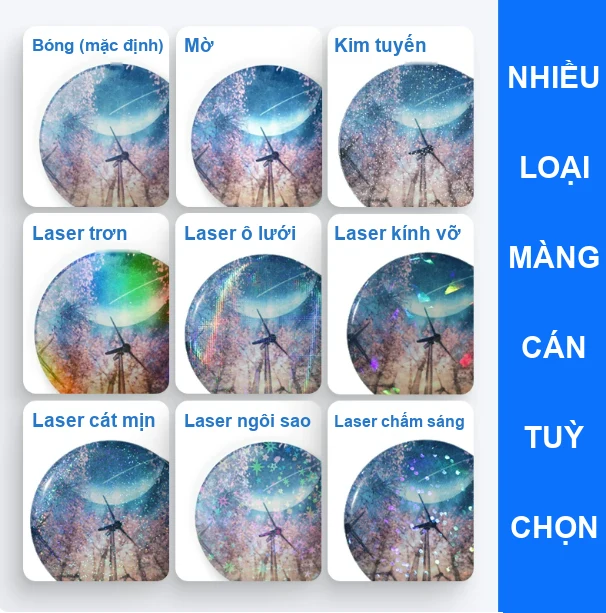 Bóng (mặc định)
Mờ
Kim tuyến
Laser trơn
Laser ô lưới
Laser kính vỡ
Laser cát mịn
Laser ngôi sao
Laser chấm sáng
NHIỀU
LOẠI
MÀNG
CÁN
TUỲ
CHỌN